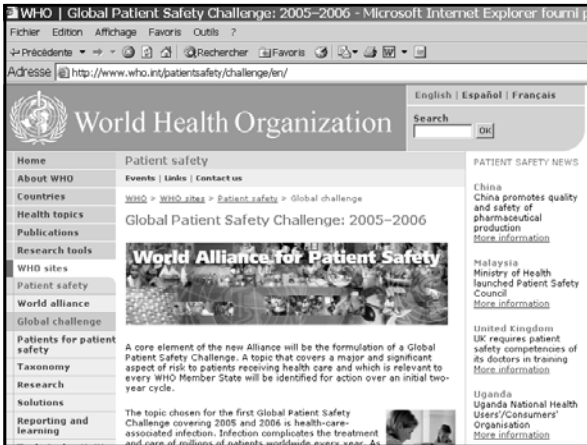 WHO | Global Patient Safety Challenge: 2005–2006 - Microsoft Internet Explorer fourni p
Fichier Edition Affichage Favoris Outils ?
Précédente Rechercher Favoris
Adresse http://www.who.int/patientsafety/challenge/en/
World Health Organization
English | Español | Français
Search
OK
Home
About WHO
Countries
Health topics
Publications
Research tools
WHO sites
Patient safety
World alliance
Global challenge
Patients for patient
safety
Taxonomy
Research
Solutions
Reporting and
learning
Patient safety
Events | Links | Contact us
WHO > WHO sites > Patient safety > Global challenge
Global Patient Safety Challenge: 2005–2006
World Alliance for Patient Safety
A core element of the new Alliance will be the formulation of a Global
Patient Safety Challenge. A topic that covers a major and significant
aspect of risk to patients receiving health care and which is relevant to
every WHO Member State will be identified for action over an initial two-
year cycle.
The topic chosen for the first Global Patient Safety
Challenge covering 2005 and 2006 is health-care-
associated infection. Infection complicates the treatment
and care of millions of patients worldwide every year. As
PATIENT SAFETY NEWS
China
China promotes quality
and safety of
pharmaceutical
production
More information
Malaysia
Ministry of Health
launched Patient Safety
Council
More information
United Kingdom
UK requires patient
safety competencies of
its doctors in training
More information
Uganda
Uganda National Health
Users'/Consumers'
Organisation
More information